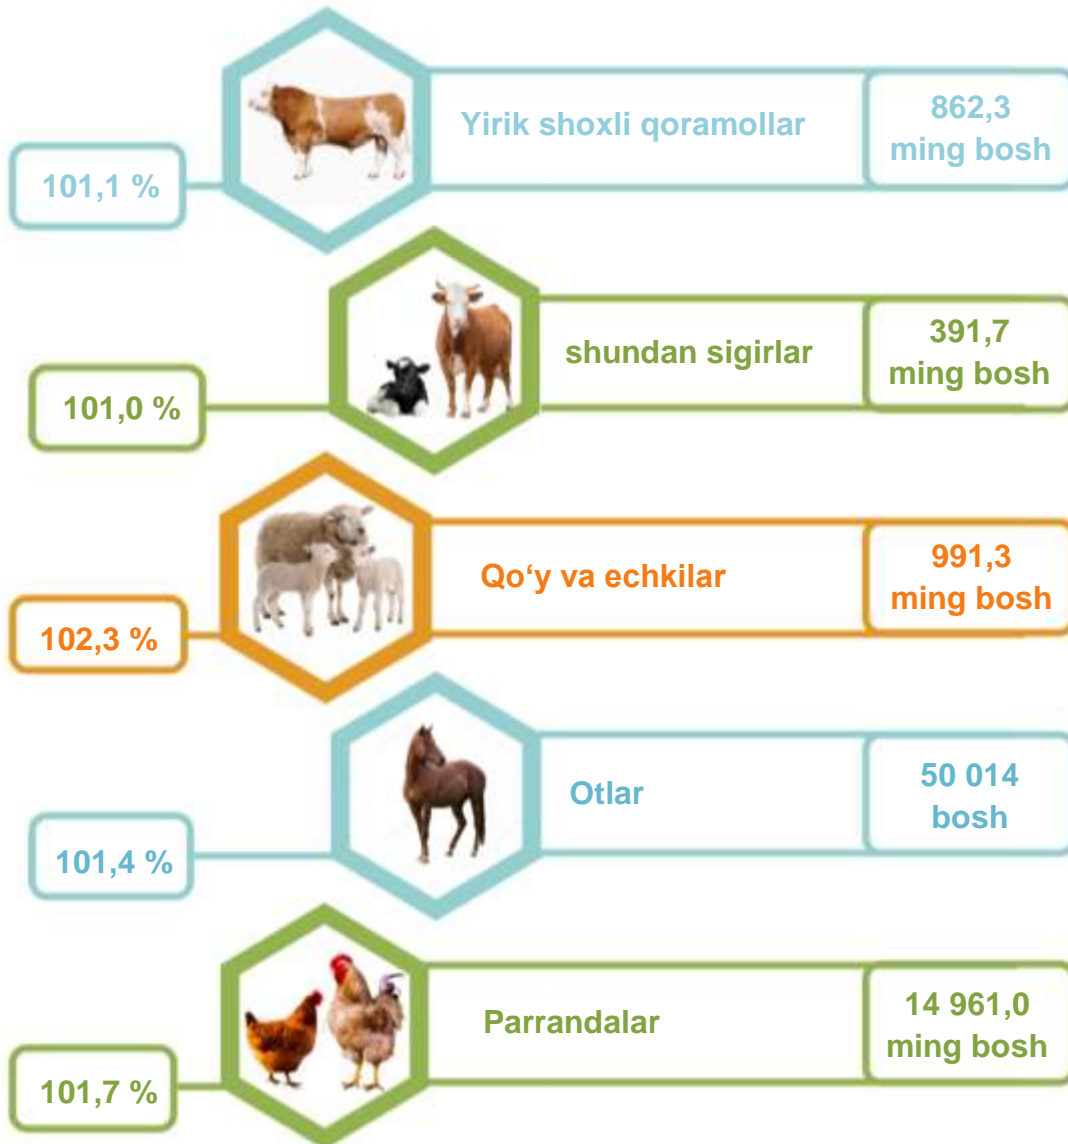 Yirik shoxli qoramollar
862,3
ming bosh
101,1 %
shundan sigirlar
391,7
ming bosh
101,0 %
Qo‘y va echkilar
991,3
ming bosh
102,3 %
Otlar
50 014
bosh
101,4 %
Parrandalar
14 961,0
ming bosh
101,7 %